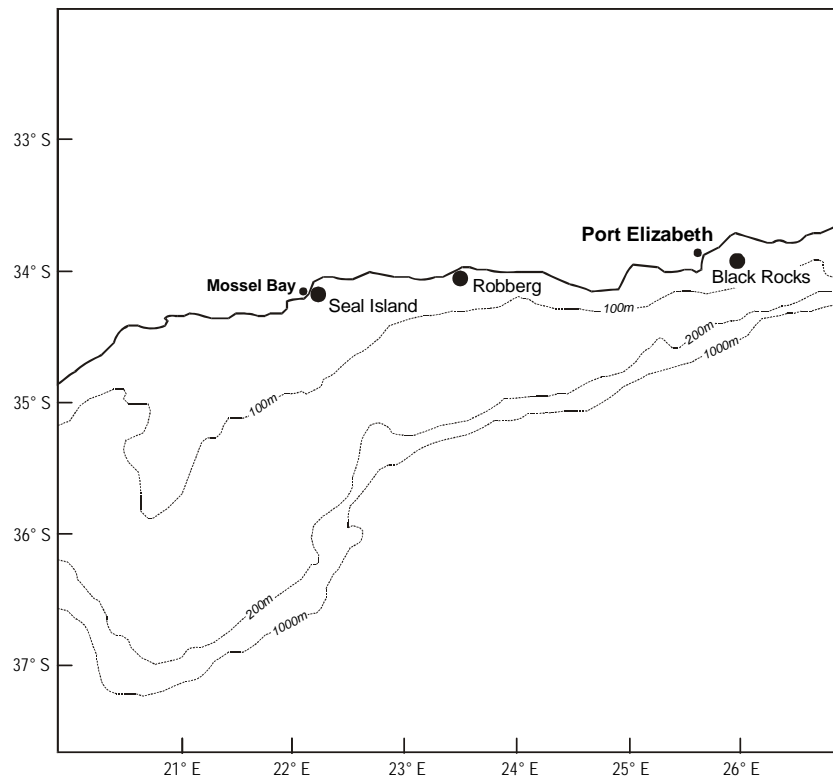 33° S
Port Elizabeth
34° S
Black Rocks
Robberg
Mossel Bay
Seal Island
100m
200m
1000m
35° S
100m
36° S
200m
1000m
37° S
21° E
22° E
23° E
24° E
25° E
26° E